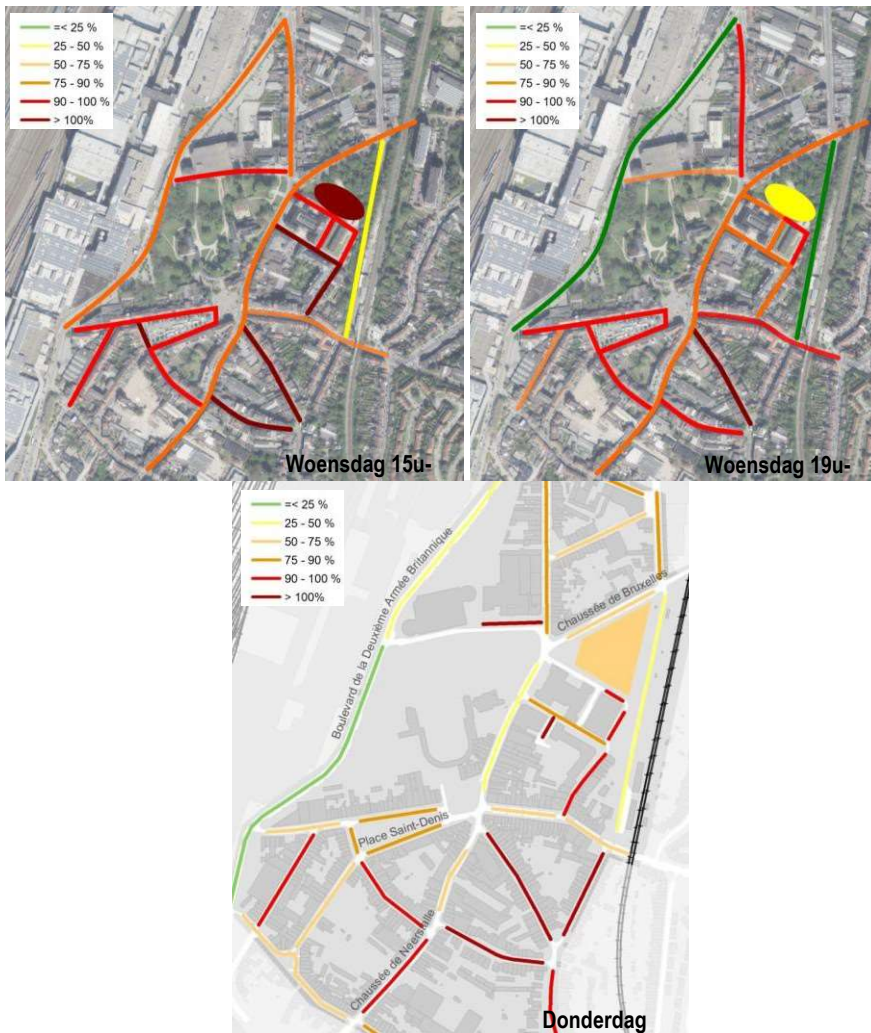 =< 25 %
25 - 50 %
50 - 75 %
75 - 90 %
90 - 100 %
> 100%
Woensdag 15u-
=< 25 %
25 - 50 %
50 - 75 %
75 - 90 %
90 - 100 %
> 100%
Woensdag 19u-
=< 25 %
25 - 50 %
50 - 75 %
75 - 90 %
90 - 100 %
> 100%
Boulevard de la Deuxième Armée Britannique
Chaussée de Bruxelles
Place Saint-Denis
Chaussée de Neerstalle
Donderdag